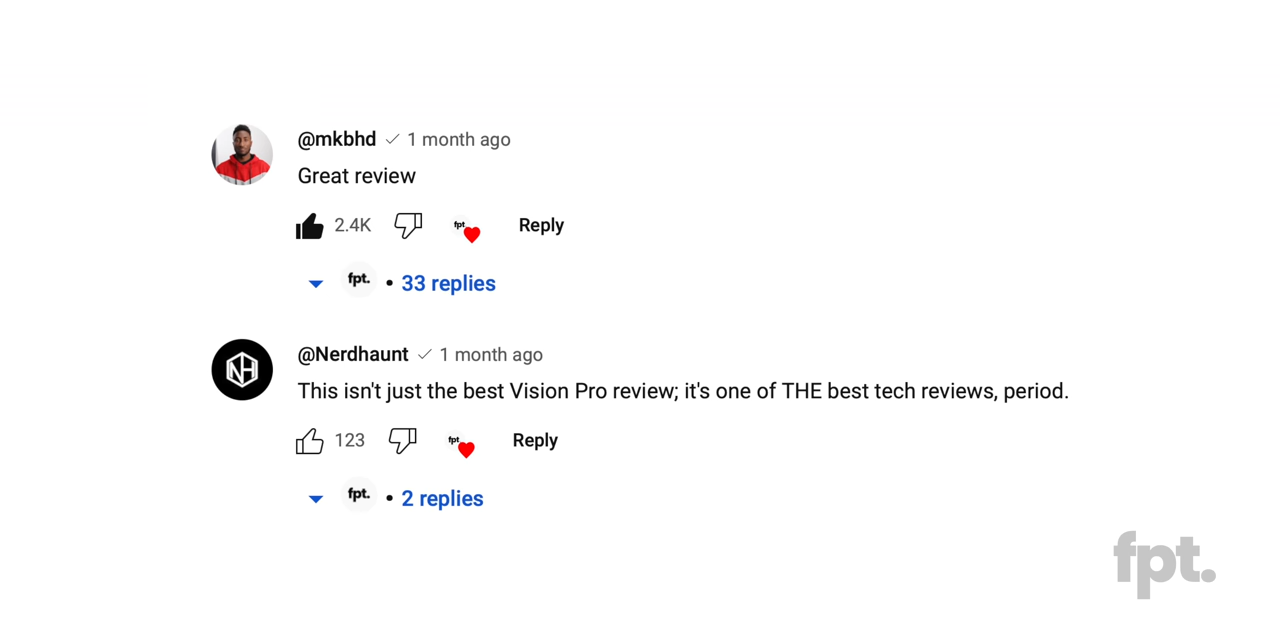 @mkbhd 1 month ago
Great review
2.4K fpt. Reply
fpt. • 33 replies
NH
@Nerdhaunt 1 month ago
This isn't just the best Vision Pro review; it's one of THE best tech reviews, period.
123 fpt. Reply
fpt. • 2 replies
fpt.